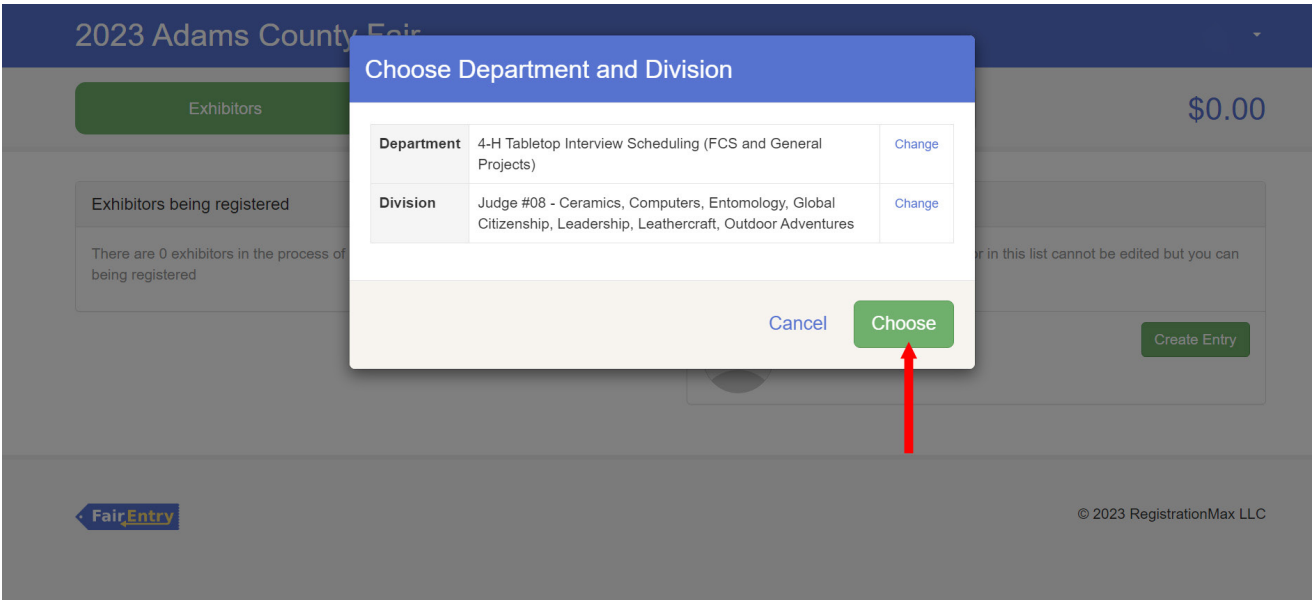 2023 Adams County Fair
Choose Department and Division
Exhibitors
$0.00
Department
4-H Tabletop Interview Scheduling (FCS and General
Projects)
Change
Division
Judge #08 - Ceramics, Computers, Entomology, Global
Citizenship, Leadership, Leathercraft, Outdoor Adventures
Change
Exhibitors being registered
There are 0 exhibitors in the process of
being registered
in this list cannot be edited but you can
Cancel
Choose
Create Entry
FairEntry
© 2023 RegistrationMax LLC